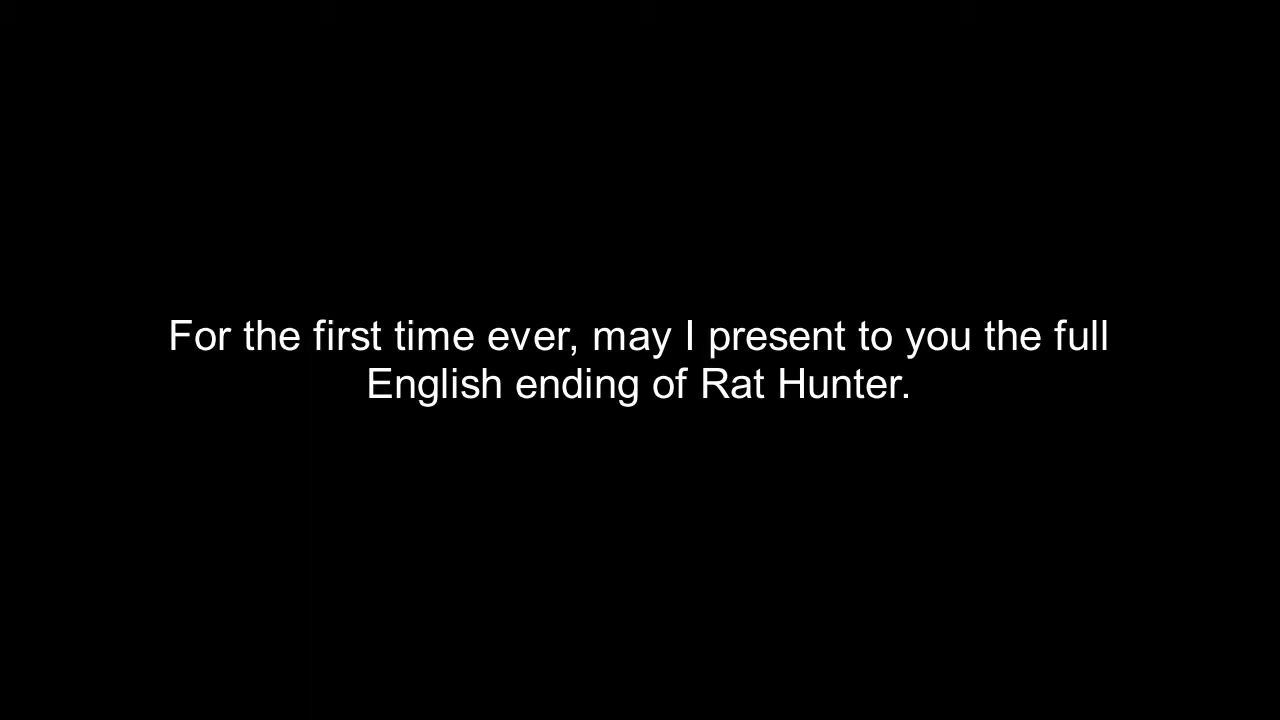 For the first time ever, may I present to you the full
English ending of Rat Hunter.